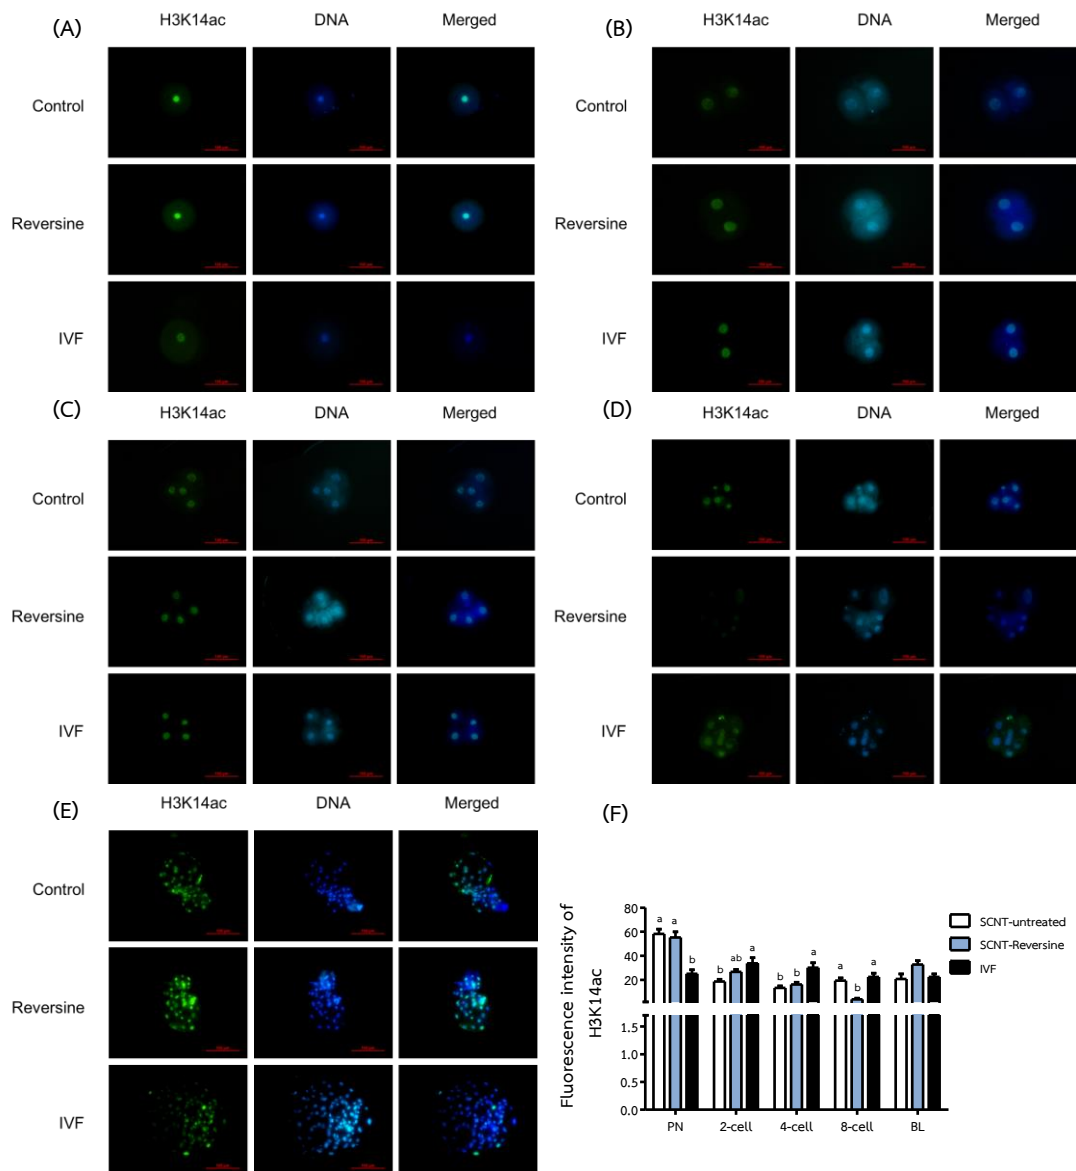 (A)
H3K14ac DNA Merged
Control
Reversine
IVF
(B)
H3K14ac DNA Merged
Control
Reversine
IVF
(C)
H3K14ac DNA Merged
Control
Reversine
IVF
(D)
H3K14ac DNA Merged
Control
Reversine
IVF
(E)
H3K14ac DNA Merged
Control
Reversine
IVF
(F)
Fluorescence intensity of
H3K14ac
80
60
40
20
1.5
1.0
0.5
0.0
a a b
b ab a
b b a
a b a
PN 2-cell 4-cell 8-cell BL
SCNT-untreated
SCNT-Reversine
IVF